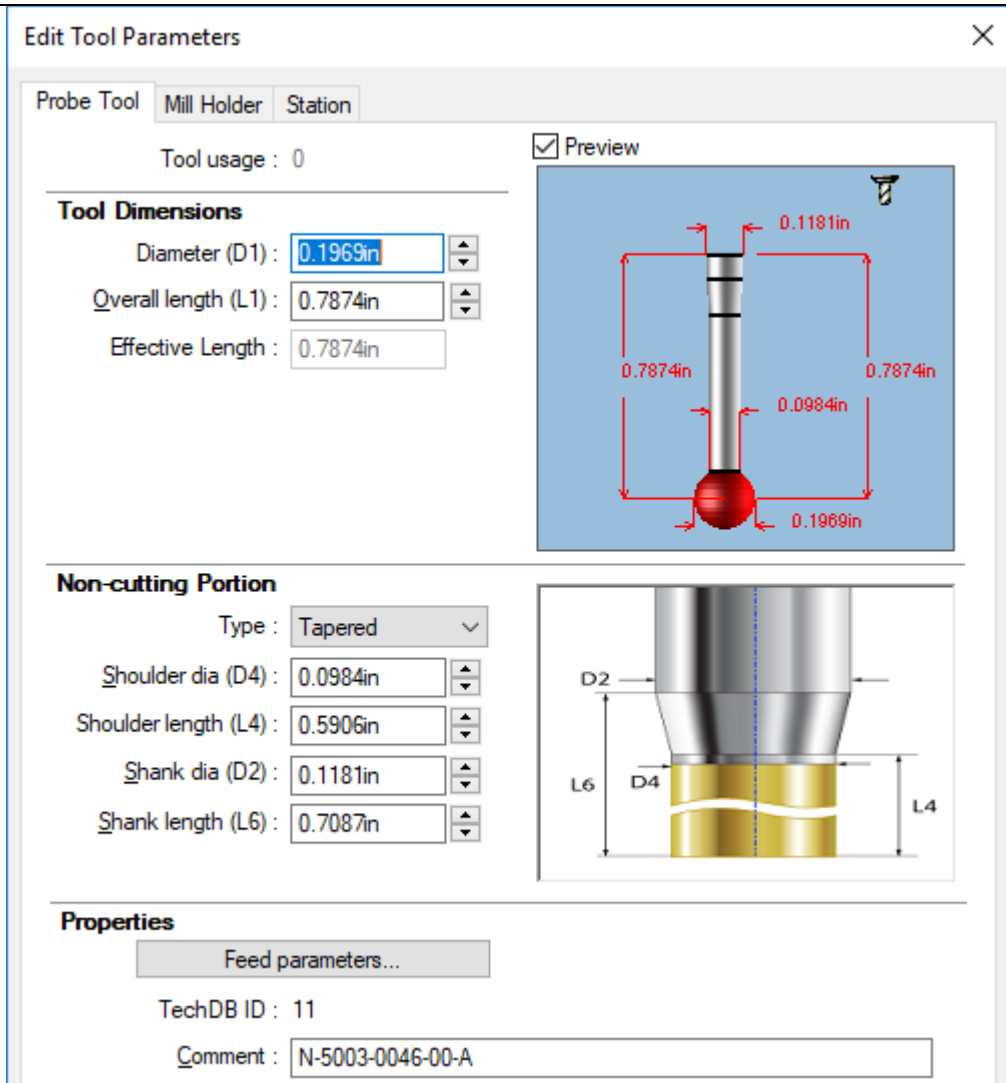 Edit Tool Parameters
Probe Tool Mill Holder Station
Tool usage : 0
Preview
Tool Dimensions
Diameter (D1) : 0.1969in
Overall length (L1) : 0.7874in
Effective Length : 0.7874in
0.1181in
0.7874in 0.7874in
0.0984in
0.1969in
Non-cutting Portion
Type : Tapered
Shoulder dia (D4) : 0.0984in
Shoulder length (L4) : 0.5906in
Shank dia (D2) : 0.1181in
Shank length (L6) : 0.7087in
D2
L6 D4 L4
Properties
Feed parameters...
TechDB ID : 11
Comment : N-5003-0046-00-A